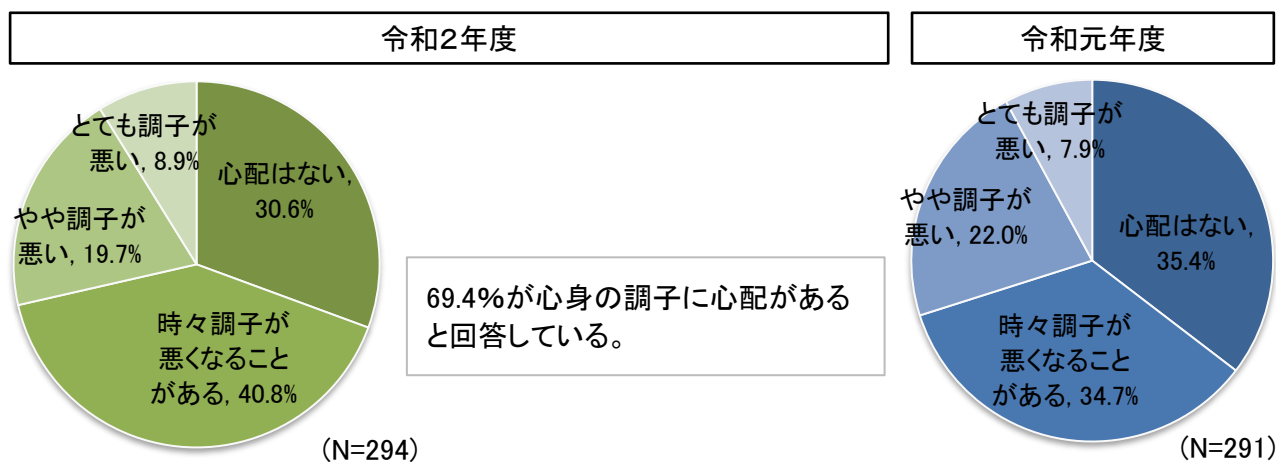 令和２年度
とても調子が
悪い, 8.9%
心配はない,
30.6%
やや調子が
悪い, 19.7%
時々調子が
悪くなること
がある, 40.8%
（N=294）
69.4％が心身の調子に心配がある
と回答している。
令和元年度
とても調子が
悪い, 7.9%
やや調子が
悪い, 22.0%
心配はない,
35.4%
時々調子が
悪くなること
がある, 34.7%
（N=291）